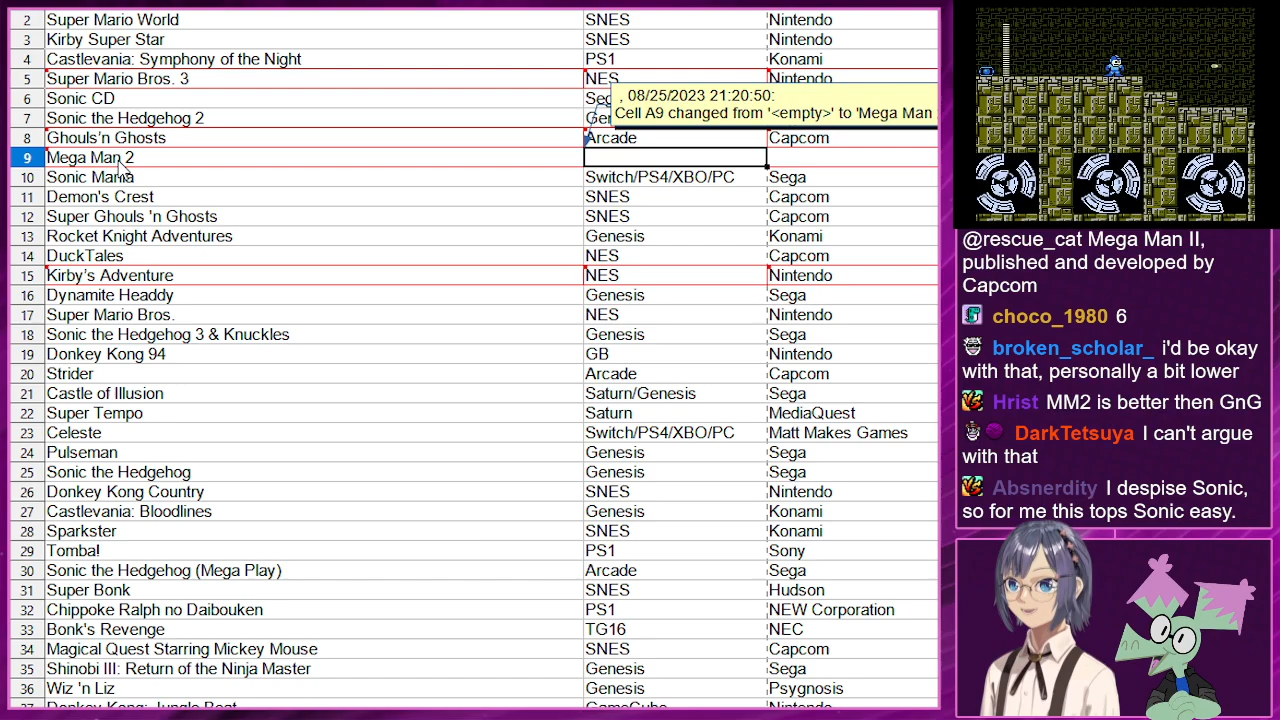 2 Super Mario World SNES Nintendo
3 Kirby Super Star SNES Nintendo
4 Castlevania: Symphony of the Night PS1 Konami
5 Super Mario Bros. 3 NES Nintendo
, 08/25/2023 21:20:50:
Cell A9 changed from '<empty>' to 'Mega Man
6 Sonic CD
7 Sonic the Hedgehog 2
8 Ghouls'n Ghosts Arcade Capcom
9 Mega Man 2
10 Sonic Mania Switch/PS4/XBO/PC Sega
11 Demon's Crest SNES Capcom
12 Super Ghouls 'n Ghosts SNES Capcom
13 Rocket Knight Adventures Genesis Konami
14 DuckTales NES Capcom
15 Kirby's Adventure NES Nintendo
16 Dynamite Headdy Genesis Sega
17 Super Mario Bros. NES Nintendo
18 Sonic the Hedgehog 3 & Knuckles Genesis Sega
19 Donkey Kong 94 GB Nintendo
20 Strider Arcade Capcom
21 Castle of Illusion Saturn/Genesis Sega
22 Super Tempo Saturn MediaQuest
23 Celeste Switch/PS4/XBO/PC Matt Makes Games
24 Pulseman Genesis Sega
25 Sonic the Hedgehog Genesis Sega
26 Donkey Kong Country SNES Nintendo
27 Castlevania: Bloodlines Genesis Konami
28 Sparkster SNES Konami
29 Tomba! PS1 Sony
30 Sonic the Hedgehog (Mega Play) Arcade Sega
31 Super Bonk SNES Hudson
32 Chippoke Ralph no Daibouken PS1 NEW Corporation
33 Bonk's Revenge TG16 NEC
34 Magical Quest Starring Mickey Mouse SNES Capcom
35 Shinobi III: Return of the Ninja Master Genesis Sega
36 Wiz 'n Liz Genesis Psygnosis
37 Donkey Kong: Jungle Beat GameCube Nintendo
@rescue_cat Mega Man II,
published and developed by
Capcom
choco_1980 6
broken_scholar_ i'd be okay
with that, personally a bit lower
Hrist MM2 is better then GnG
DarkTetsuya I can't argue
with that
Absnerdity I despise Sonic,
so for me this tops Sonic easy.